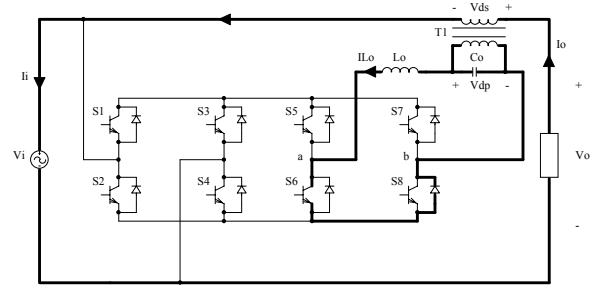 - Vds +
T1
Io
ILo Lo Co
Ii
+ Vdp -
+
S1 S3 S5 S7
Vi
a b
Vo
S2 S4 S6 S8
-